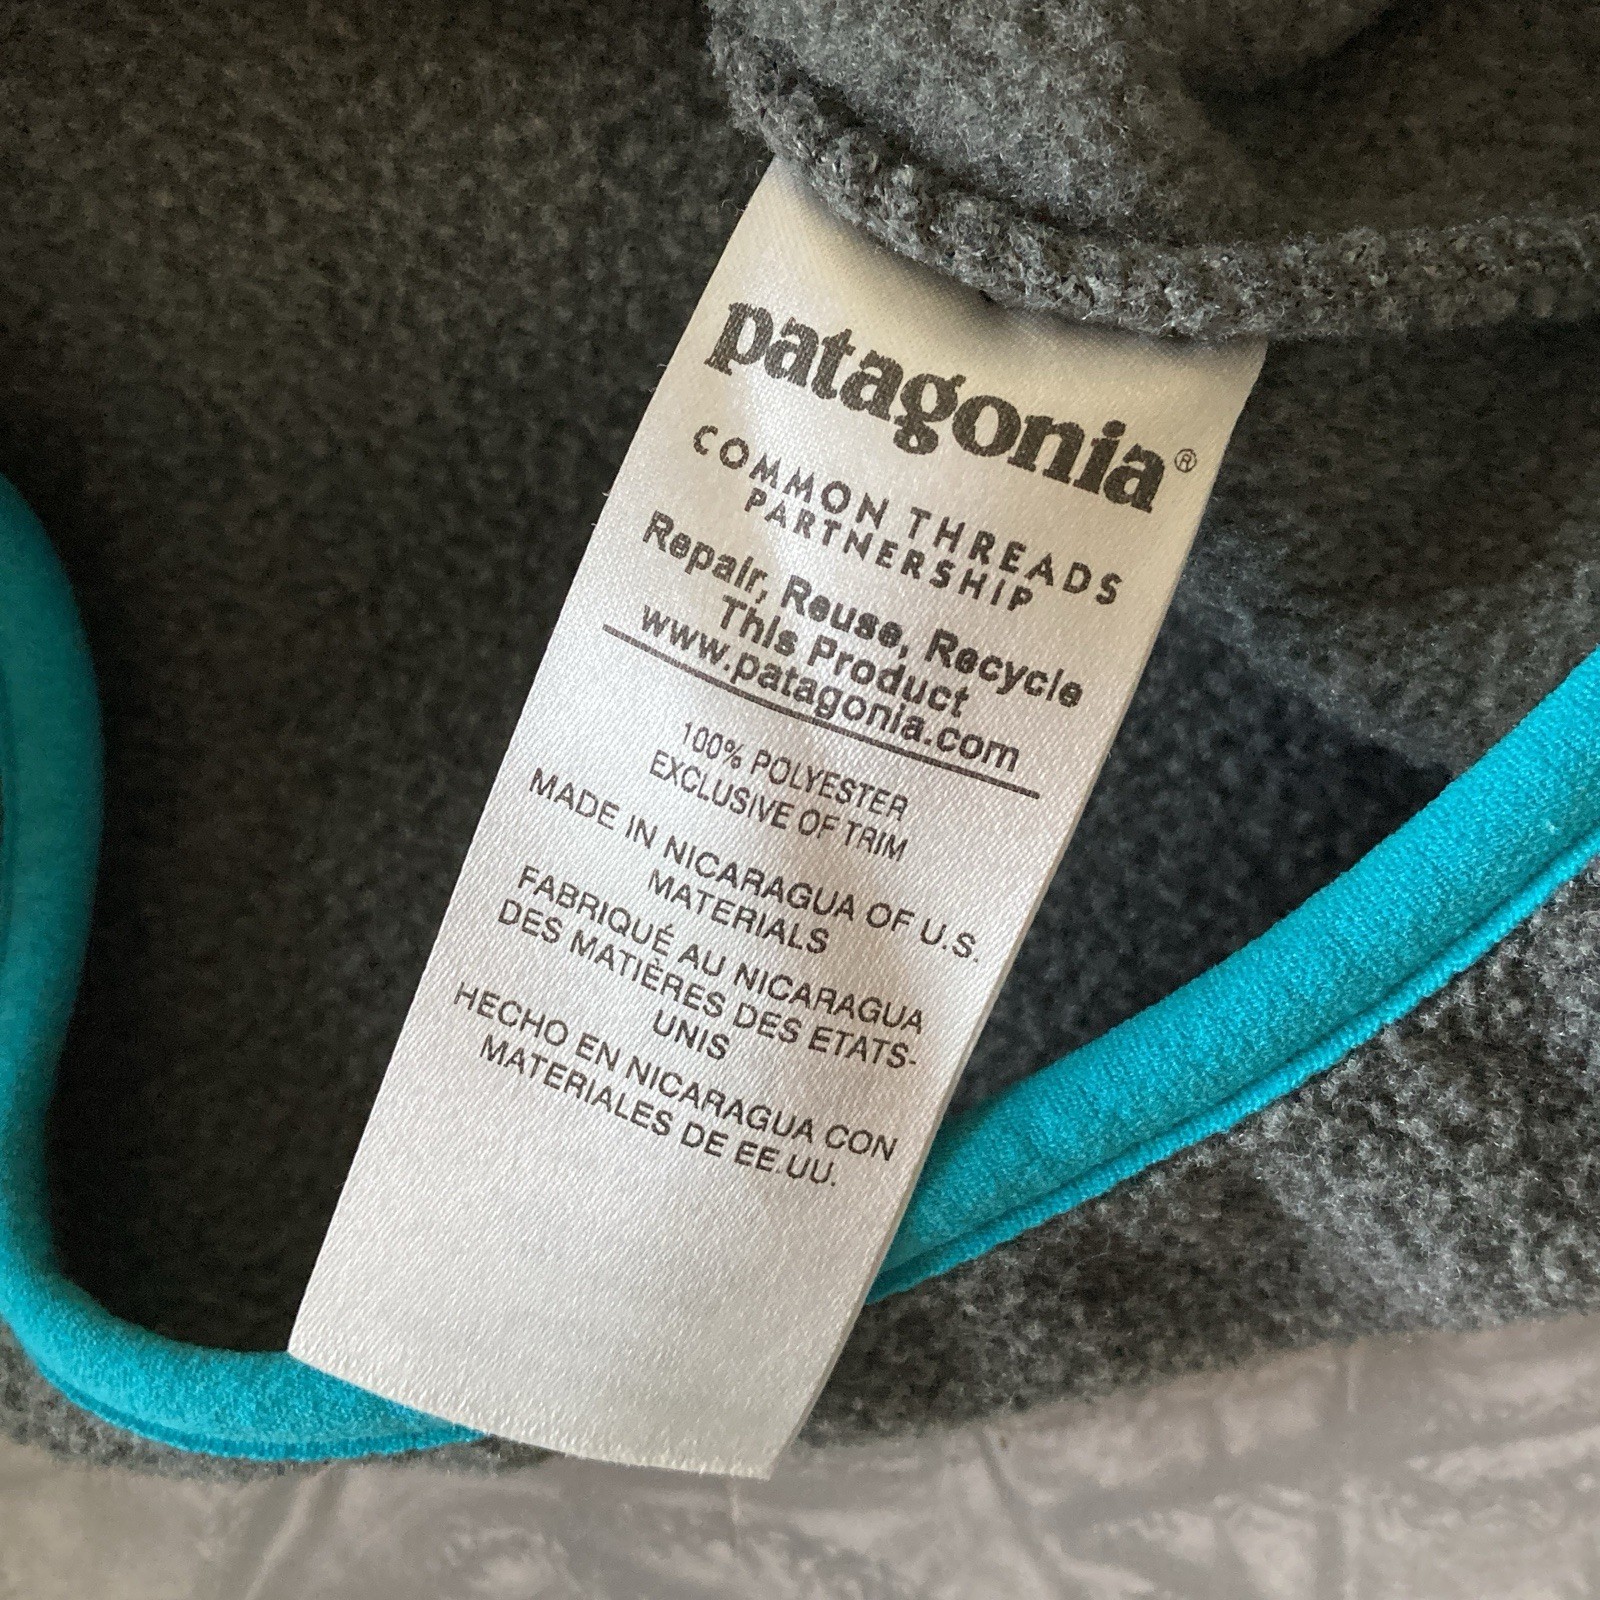 patagonia®
COMMON THREADS
PARTNERSHIP
Repair, Reuse, Recycle
This Product
www.patagonia.com
100% POLYESTER
EXCLUSIVE OF TRIM
MADE IN NICARAGUA OF U.S.
MATERIALS
FABRIQUÉ AU NICARAGUA
DES MATIÈRES DES ETATS-
UNIS
HECHO EN NICARAGUA CON
MATERIALES DE EE.UU.